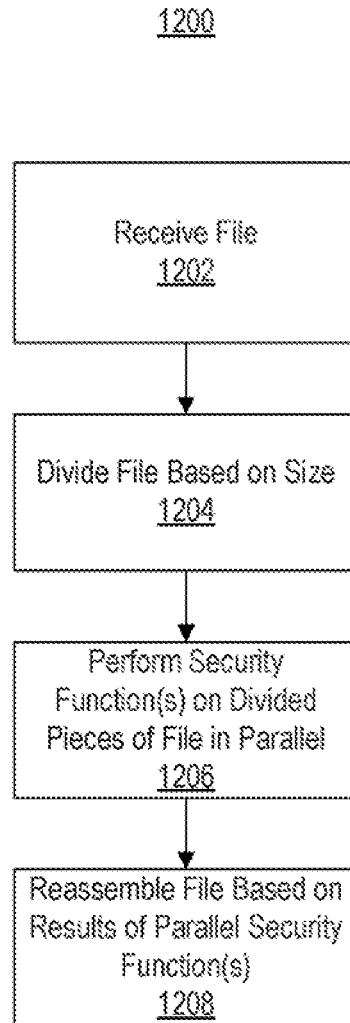 1200
Receive File
1202
Divide File Based on Size
1204
Perform Security
Function(s) on Divided
Pieces of File in Parallel
1206
Reassemble File Based on
Results of Parallel Security
Function(s)
1208